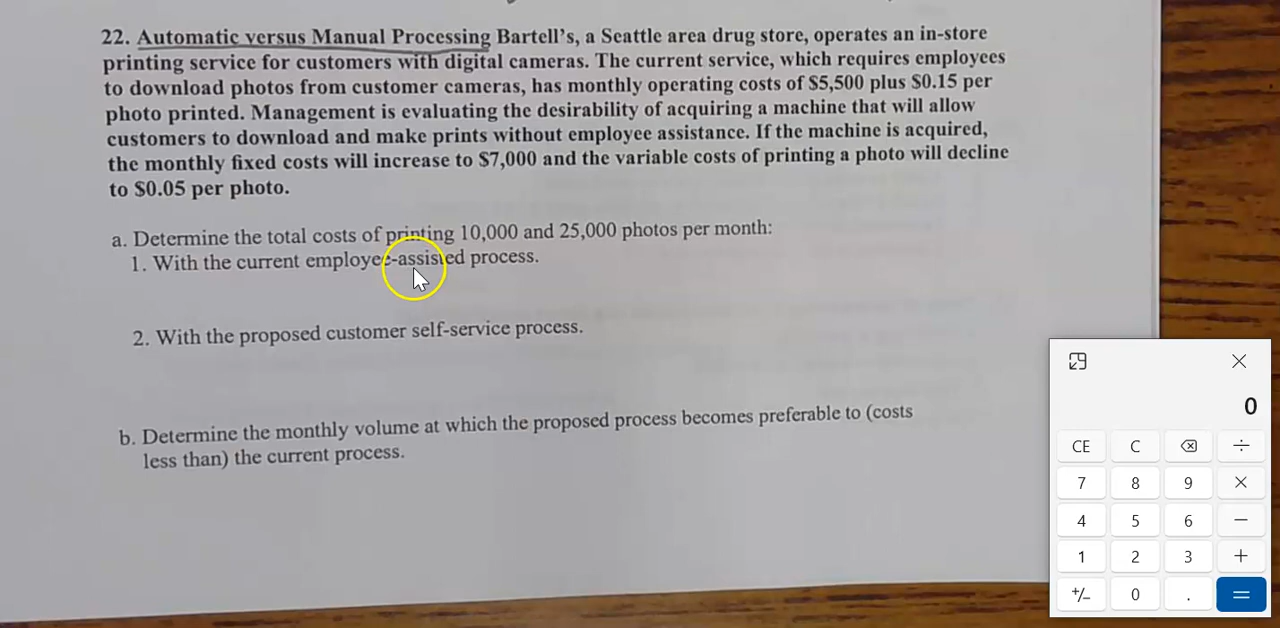 22. Automatic versus Manual Processing Bartell's, a Seattle area drug store, operates an in-store
printing service for customers with digital cameras. The current service, which requires employees
to download photos from customer cameras, has monthly operating costs of $5,500 plus $0.15 per
photo printed. Management is evaluating the desirability of acquiring a machine that will allow
customers to download and make prints without employee assistance. If the machine is acquired,
the monthly fixed costs will increase to $7,000 and the variable costs of printing a photo will decline
to $0.05 per photo.
a. Determine the total costs of printing 10,000 and 25,000 photos per month:
1. With the current employee-assisted process.
2. With the proposed customer self-service process.
b. Determine the monthly volume at which the proposed process becomes preferable to (costs
less than) the current process.
0
CE C ÷
7 8 9 ×
4 5 6 −
1 2 3 +
+/− 0 . =